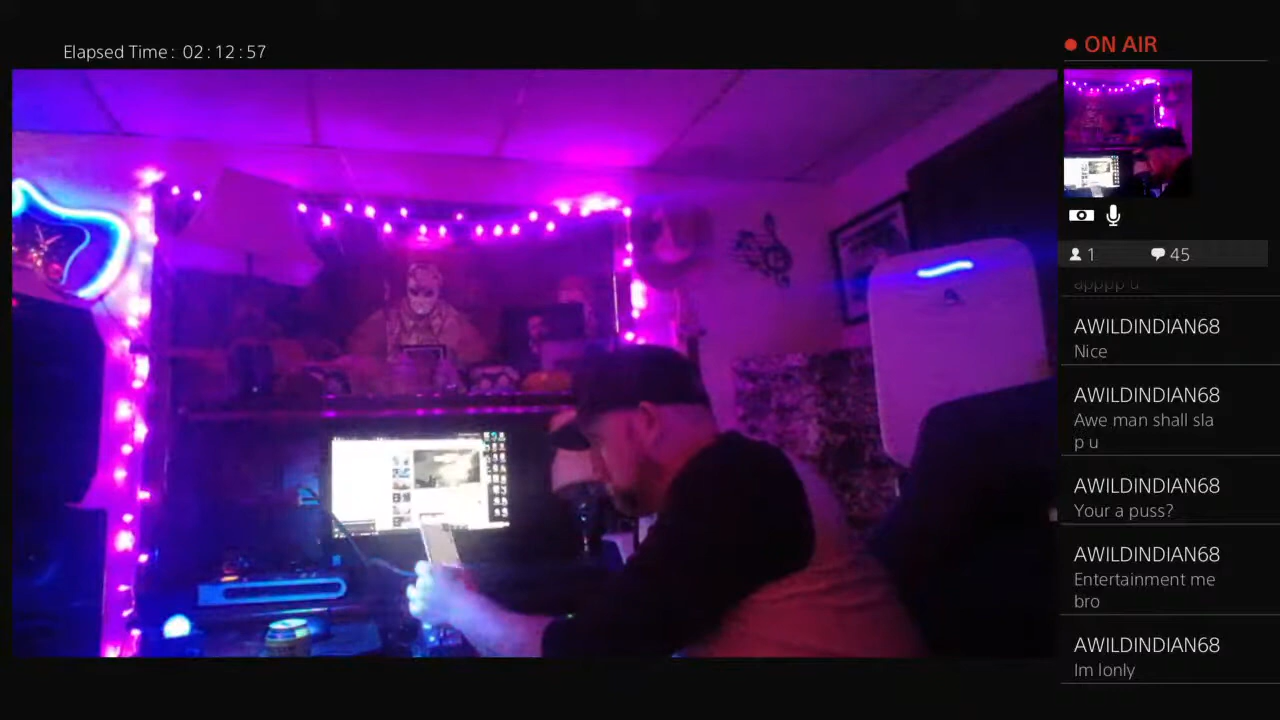 Elapsed Time: 02:12:57
ON AIR
1
45
AWILDINDIAN68
Nice
AWILDINDIAN68
Awe man shall sla
p u
AWILDINDIAN68
Your a puss?
AWILDINDIAN68
Entertainment me
bro
AWILDINDIAN68
Im lonly